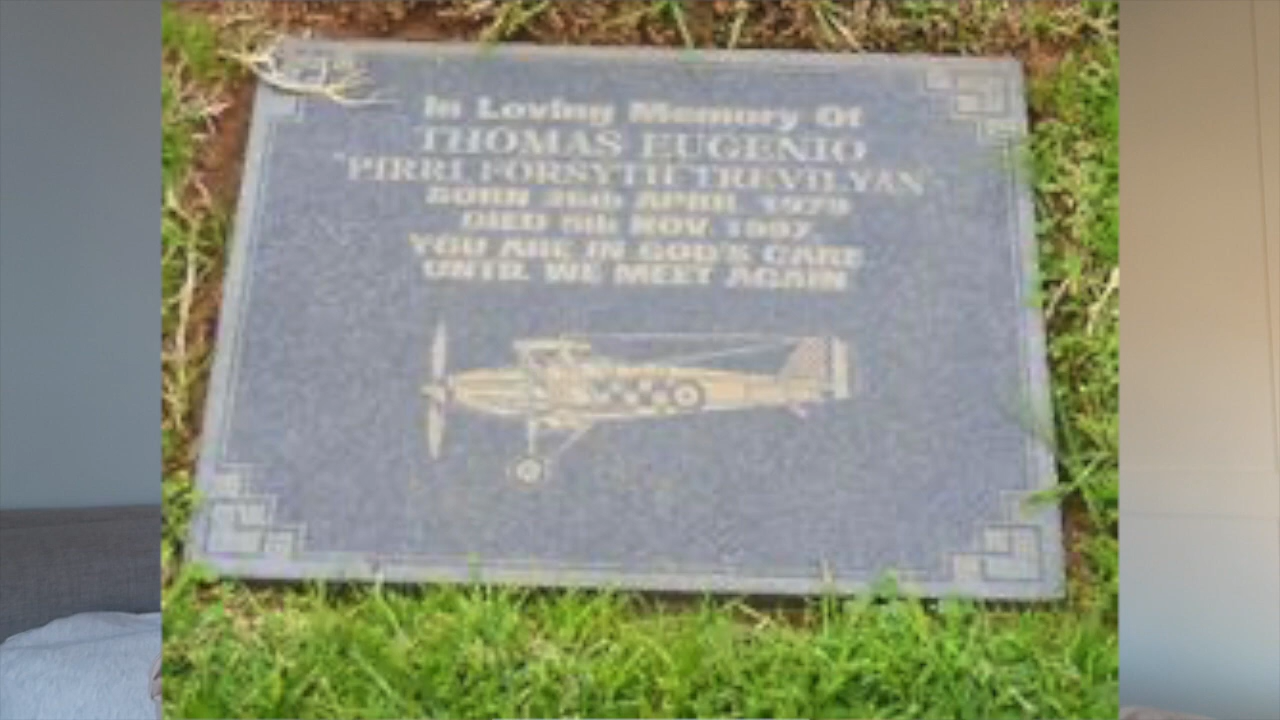 In Loving Memory Of
THOMAS EUGENIO
"PIRRI" FORSYTH TREVILYAN
BORN APRIL 1979
DIED 5th NOV. 1997
YOU ARE IN GOD'S CARE
UNTIL WE MEET AGAIN